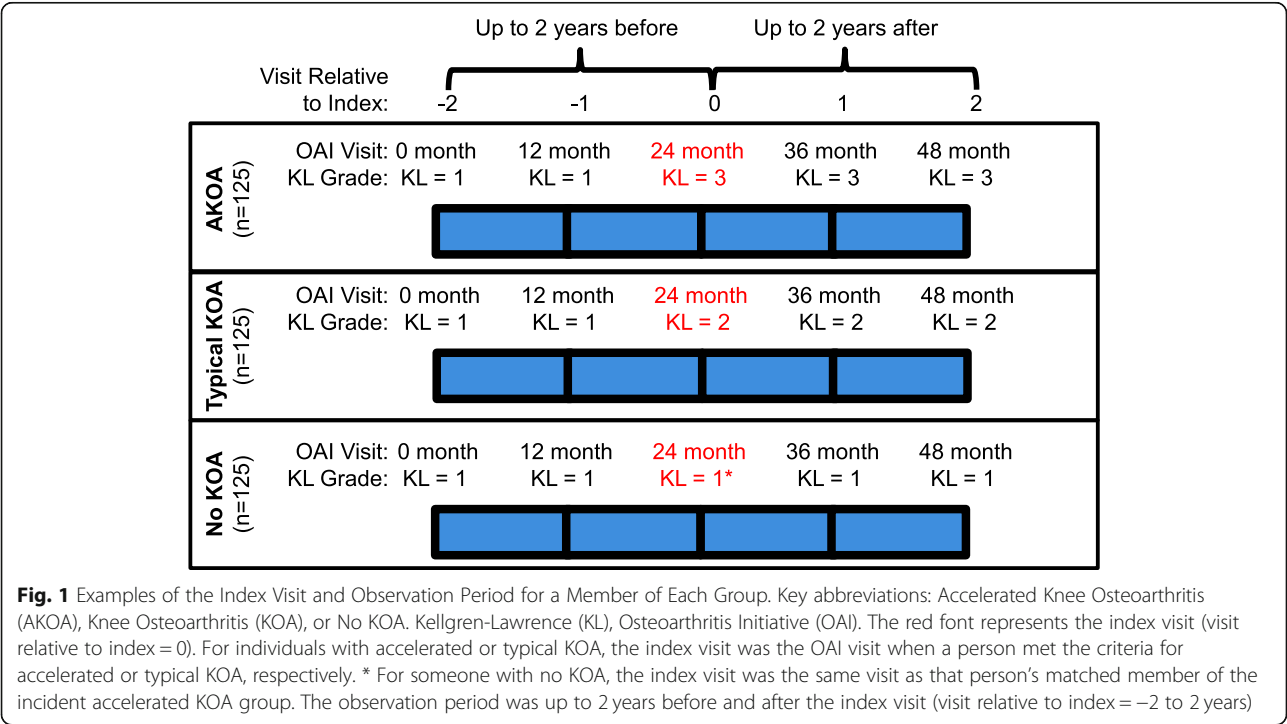 Up to 2 years before Up to 2 years after
Visit Relative
to Index: -2 -1 0 1 2
AKOA
(n=125)
OAI Visit: 0 month 12 month 24 month 36 month 48 month
KL Grade: KL = 1 KL = 1 KL = 3 KL = 3 KL = 3
Typical KOA
(n=125)
OAI Visit: 0 month 12 month 24 month 36 month 48 month
KL Grade: KL = 1 KL = 1 KL = 2 KL = 2 KL = 2
No KOA
(n=125)
OAI Visit: 0 month 12 month 24 month 36 month 48 month
KL Grade: KL = 1 KL = 1 KL = 1* KL = 1 KL = 1
Fig. 1 Examples of the Index Visit and Observation Period for a Member of Each Group. Key abbreviations: Accelerated Knee Osteoarthritis
(AKOA), Knee Osteoarthritis (KOA), or No KOA. Kellgren-Lawrence (KL), Osteoarthritis Initiative (OAI). The red font represents the index visit (visit
relative to index = 0). For individuals with accelerated or typical KOA, the index visit was the OAI visit when a person met the criteria for
accelerated or typical KOA, respectively. * For someone with no KOA, the index visit was the same visit as that person's matched member of the
incident accelerated KOA group. The observation period was up to 2 years before and after the index visit (visit relative to index = −2 to 2 years)